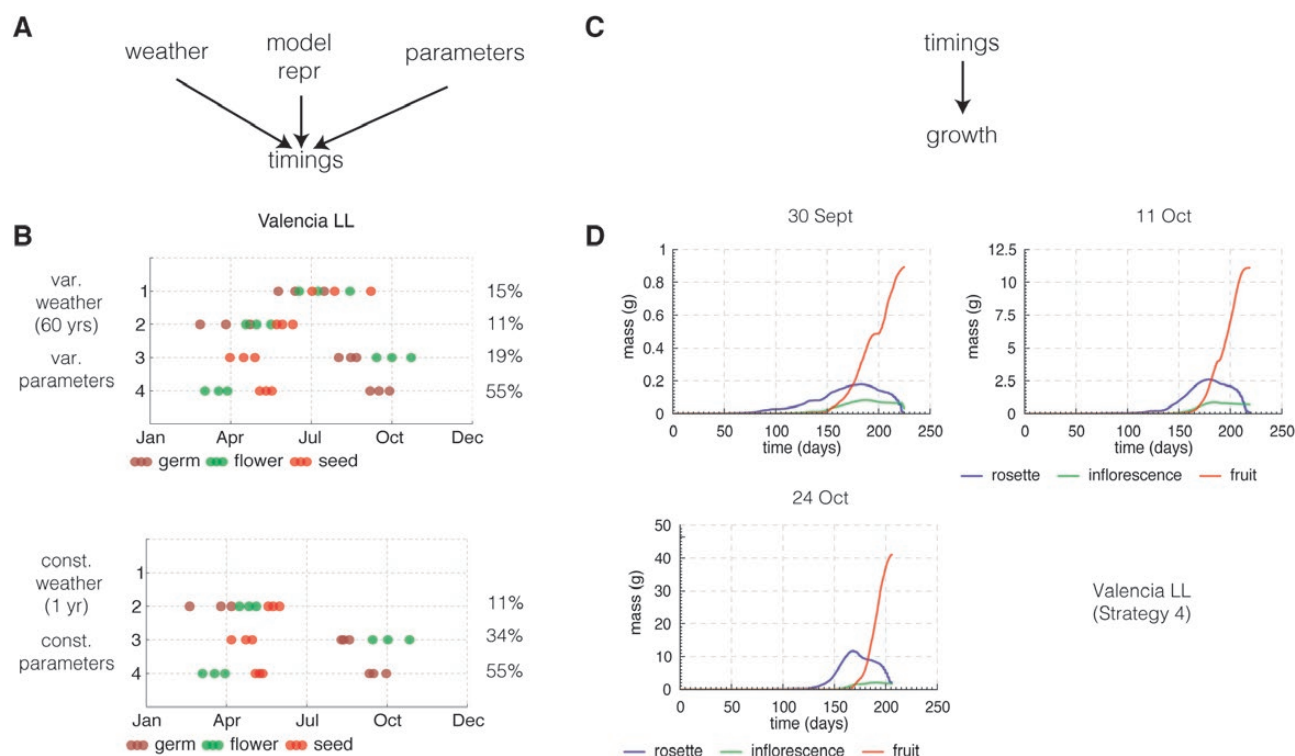 A
weather
model
repr
parameters
timings
B
Valencia LL
var.
weather
(60 yrs)
var.
parameters
1
2
3
4
15%
11%
19%
55%
Jan
Apr
Jul
Oct
Dec
germ
flower
seed
const.
weather
(1 yr)
const.
parameters
1
2
3
4
11%
34%
55%
Jan
Apr
Jul
Oct
Dec
germ
flower
seed
C
timings
growth
D
30 Sept
mass (g)
1
0.8
0.6
0.4
0.2
0
0 50 100 150 200 250
time (days)
11 Oct
mass (g)
12.5
10
7.5
5
2.5
0
0 50 100 150 200 250
time (days)
rosette
inflorescence
fruit
24 Oct
mass (g)
50
40
30
20
10
0
0 50 100 150 200 250
time (days)
rosette
inflorescence
fruit
Valencia LL
(Strategy 4)